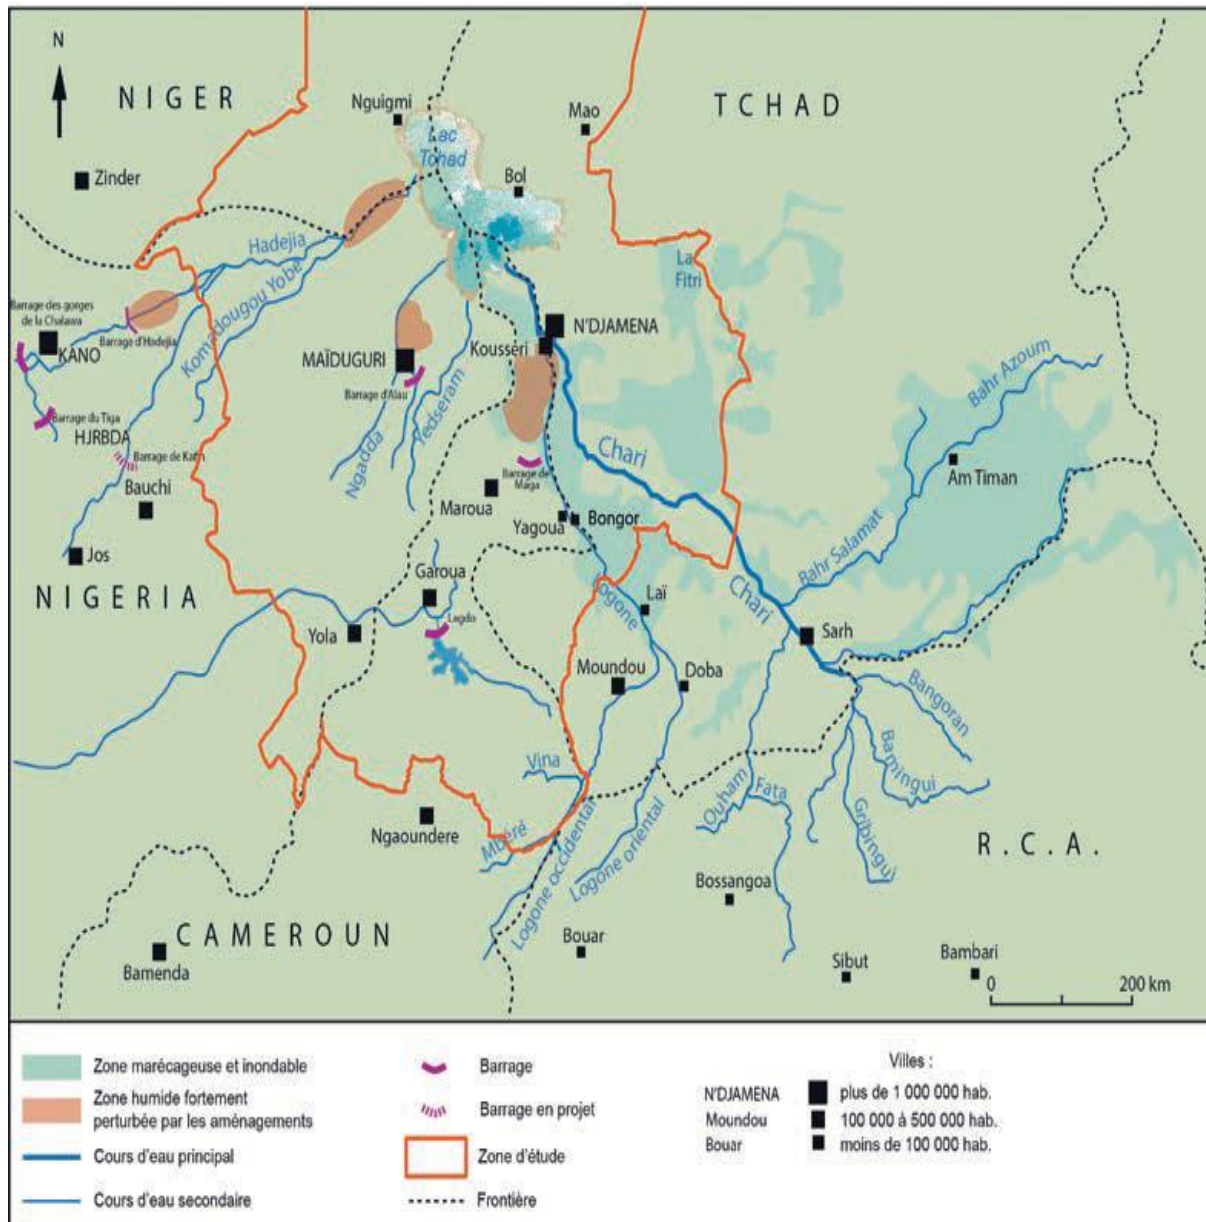 N
NIGER
TCHAD
Nguigmi
Mao
Lac
Tchad
Zinder
Bol
Hadejia
La
Fitri
Komadougou Yobe
Barrage des gorges
de la Chalawa
KANO
Barrage d'Hadejia
N'DJAMENA
Kousséri
MAÏDUGURI
Barrage d'Alau
Yedseram
Ngadda
Bahr Azoum
Barrage du Tiga
HJRBDA
Barrage de Kafin
Bauchi
Chari
Barrage de
Maga
Am Timan
Maroua
Yagoua
Bongor
Jos
Bahr Salamat
NIGERIA
Garoua
Logone
Laï
Chari
Lagdo
Yola
Sarh
Moundou
Doba
Bangoran
Bamingui
Vina
Ouham
Fata
Gribingui
Ngaoundere
Mbéré
Logone occidental
Logone oriental
R.C.A.
Bossangoa
CAMEROUN
Bouar
Bamenda
Sibut
Bambari
0 200 km
Zone marécageuse et inondable
Zone humide fortement
perturbée par les aménagements
Cours d'eau principal
Cours d'eau secondaire
Barrage
Barrage en projet
Zone d'étude
Frontière
Villes :
N'DJAMENA plus de 1 000 000 hab.
Moundou 100 000 à 500 000 hab.
Bouar moins de 100 000 hab.